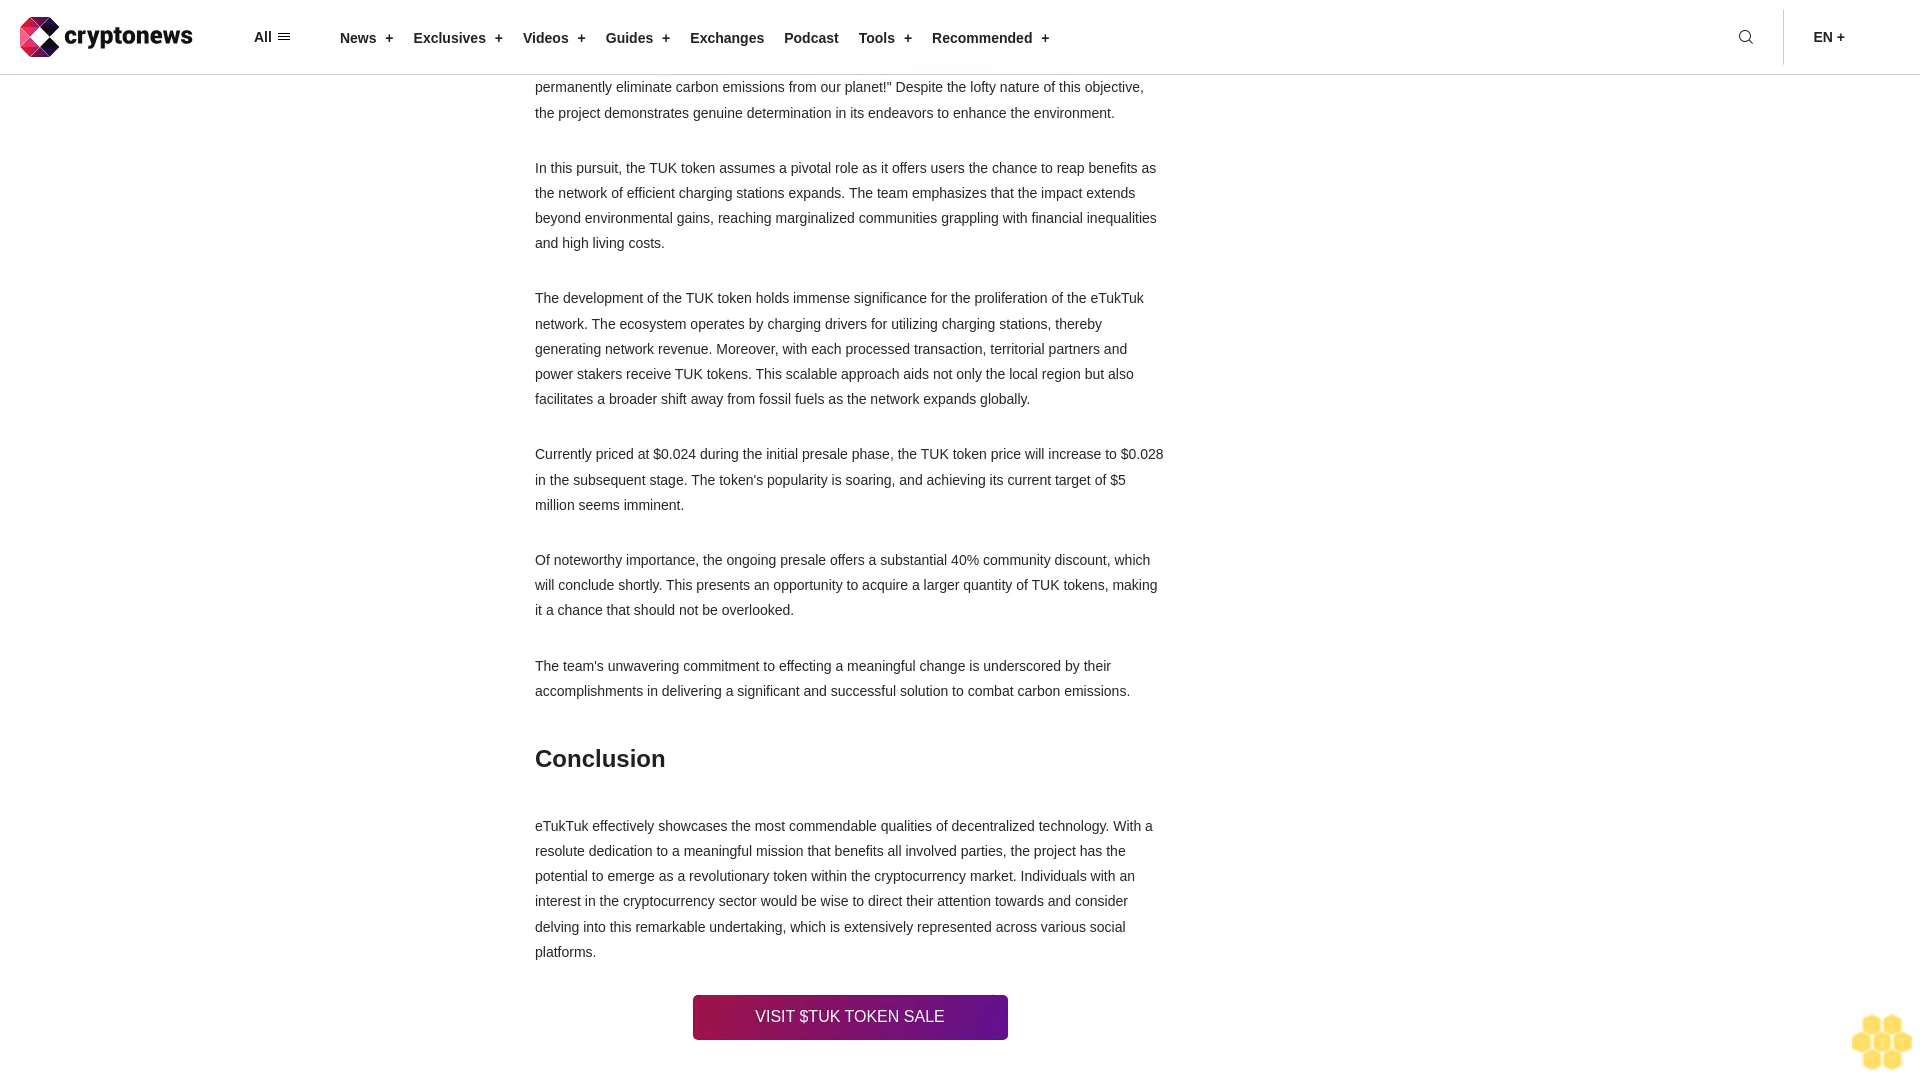 cryptonews
All
News +
Exclusives +
Videos +
Guides +
Exchanges
Podcast
Tools +
Recommended +
EN +
permanently eliminate carbon emissions from our planet!" Despite the lofty nature of this objective,
the project demonstrates genuine determination in its endeavors to enhance the environment.
In this pursuit, the TUK token assumes a pivotal role as it offers users the chance to reap benefits as
the network of efficient charging stations expands. The team emphasizes that the impact extends
beyond environmental gains, reaching marginalized communities grappling with financial inequalities
and high living costs.
The development of the TUK token holds immense significance for the proliferation of the eTukTuk
network. The ecosystem operates by charging drivers for utilizing charging stations, thereby
generating network revenue. Moreover, with each processed transaction, territorial partners and
power stakers receive TUK tokens. This scalable approach aids not only the local region but also
facilitates a broader shift away from fossil fuels as the network expands globally.
Currently priced at $0.024 during the initial presale phase, the TUK token price will increase to $0.028
in the subsequent stage. The token's popularity is soaring, and achieving its current target of $5
million seems imminent.
Of noteworthy importance, the ongoing presale offers a substantial 40% community discount, which
will conclude shortly. This presents an opportunity to acquire a larger quantity of TUK tokens, making
it a chance that should not be overlooked.
The team's unwavering commitment to effecting a meaningful change is underscored by their
accomplishments in delivering a significant and successful solution to combat carbon emissions.
Conclusion
eTukTuk effectively showcases the most commendable qualities of decentralized technology. With a
resolute dedication to a meaningful mission that benefits all involved parties, the project has the
potential to emerge as a revolutionary token within the cryptocurrency market. Individuals with an
interest in the cryptocurrency sector would be wise to direct their attention towards and consider
delving into this remarkable undertaking, which is extensively represented across various social
platforms.
VISIT $TUK TOKEN SALE